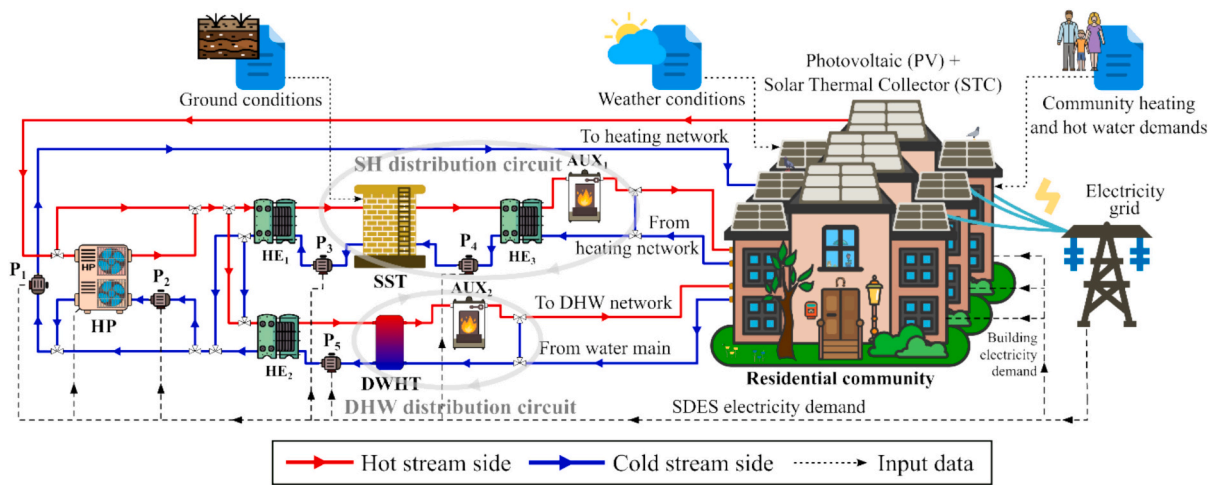 Ground conditions
Weather conditions
Photovoltaic (PV) +
Solar Thermal Collector (STC)
Community heating
and hot water demands
To heating network
SH distribution circuit
AUX1
Electricity
grid
From
heating network
P1
HP
HP
P2
HE1
P3
SST
P4
HE3
AUX2
To DHW network
HE2
P5
DWHT
From water main
DHW distribution circuit
Residential community
Building
electricity
demand
SDES electricity demand
Hot stream side
Cold stream side
Input data